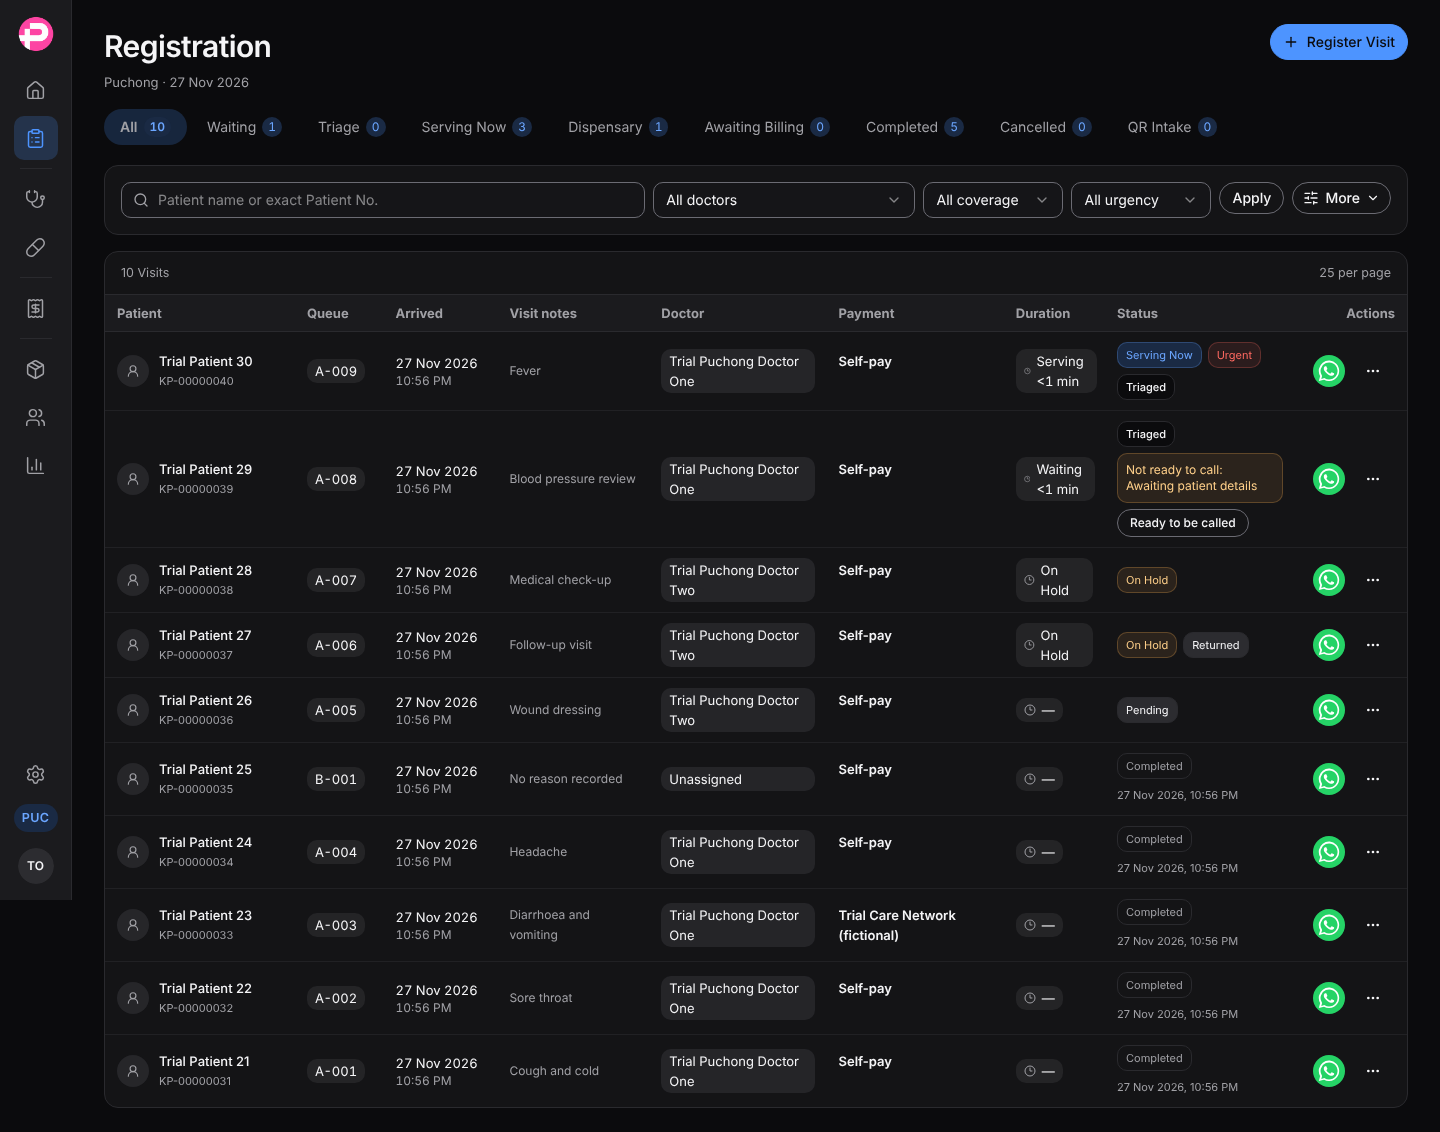 Registration
Register Visit
Puchong · 27 Nov 2026
All 10
Waiting 1
Triage 0
Serving Now 3
Dispensary 1
Awaiting Billing 0
Completed 5
Cancelled 0
QR Intake 0
Patient name or exact Patient No.
All doctors
All coverage
All urgency
Apply
More
10 Visits
25 per page
Patient Queue Arrived Visit notes Doctor Payment Duration Status Actions
Trial Patient 30
KP-00000040
A-009
27 Nov 2026
10:56 PM
Fever
Trial Puchong Doctor
One
Self-pay
Serving
<1 min
Serving Now
Urgent
Triaged
Trial Patient 29
KP-00000039
A-008
27 Nov 2026
10:56 PM
Blood pressure review
Trial Puchong Doctor
One
Self-pay
Waiting
<1 min
Triaged
Not ready to call:
Awaiting patient details
Ready to be called
Trial Patient 28
KP-00000038
A-007
27 Nov 2026
10:56 PM
Medical check-up
Trial Puchong Doctor
Two
Self-pay
On
Hold
On Hold
Trial Patient 27
KP-00000037
A-006
27 Nov 2026
10:56 PM
Follow-up visit
Trial Puchong Doctor
Two
Self-pay
On
Hold
On Hold
Returned
Trial Patient 26
KP-00000036
A-005
27 Nov 2026
10:56 PM
Wound dressing
Trial Puchong Doctor
Two
Self-pay
—
Pending
Trial Patient 25
KP-00000035
B-001
27 Nov 2026
10:56 PM
No reason recorded
Unassigned
Self-pay
—
Completed
27 Nov 2026, 10:56 PM
Trial Patient 24
KP-00000034
A-004
27 Nov 2026
10:56 PM
Headache
Trial Puchong Doctor
One
Self-pay
—
Completed
27 Nov 2026, 10:56 PM
Trial Patient 23
KP-00000033
A-003
27 Nov 2026
10:56 PM
Diarrhoea and
vomiting
Trial Puchong Doctor
One
Trial Care Network
(fictional)
—
Completed
27 Nov 2026, 10:56 PM
Trial Patient 22
KP-00000032
A-002
27 Nov 2026
10:56 PM
Sore throat
Trial Puchong Doctor
One
Self-pay
—
Completed
27 Nov 2026, 10:56 PM
Trial Patient 21
KP-00000031
A-001
27 Nov 2026
10:56 PM
Cough and cold
Trial Puchong Doctor
One
Self-pay
—
Completed
27 Nov 2026, 10:56 PM
PUC
TO